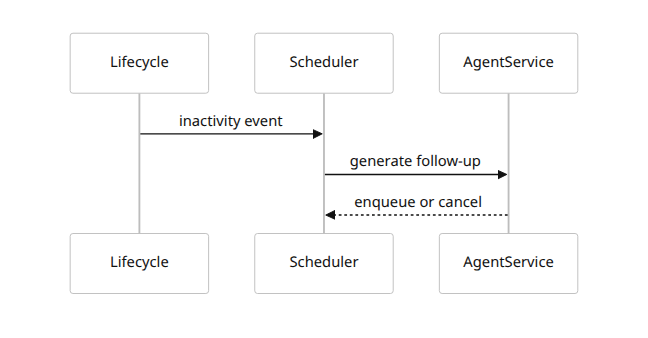 Lifecycle
Scheduler
AgentService
inactivity event
generate follow-up
enqueue or cancel
Lifecycle
Scheduler
AgentService